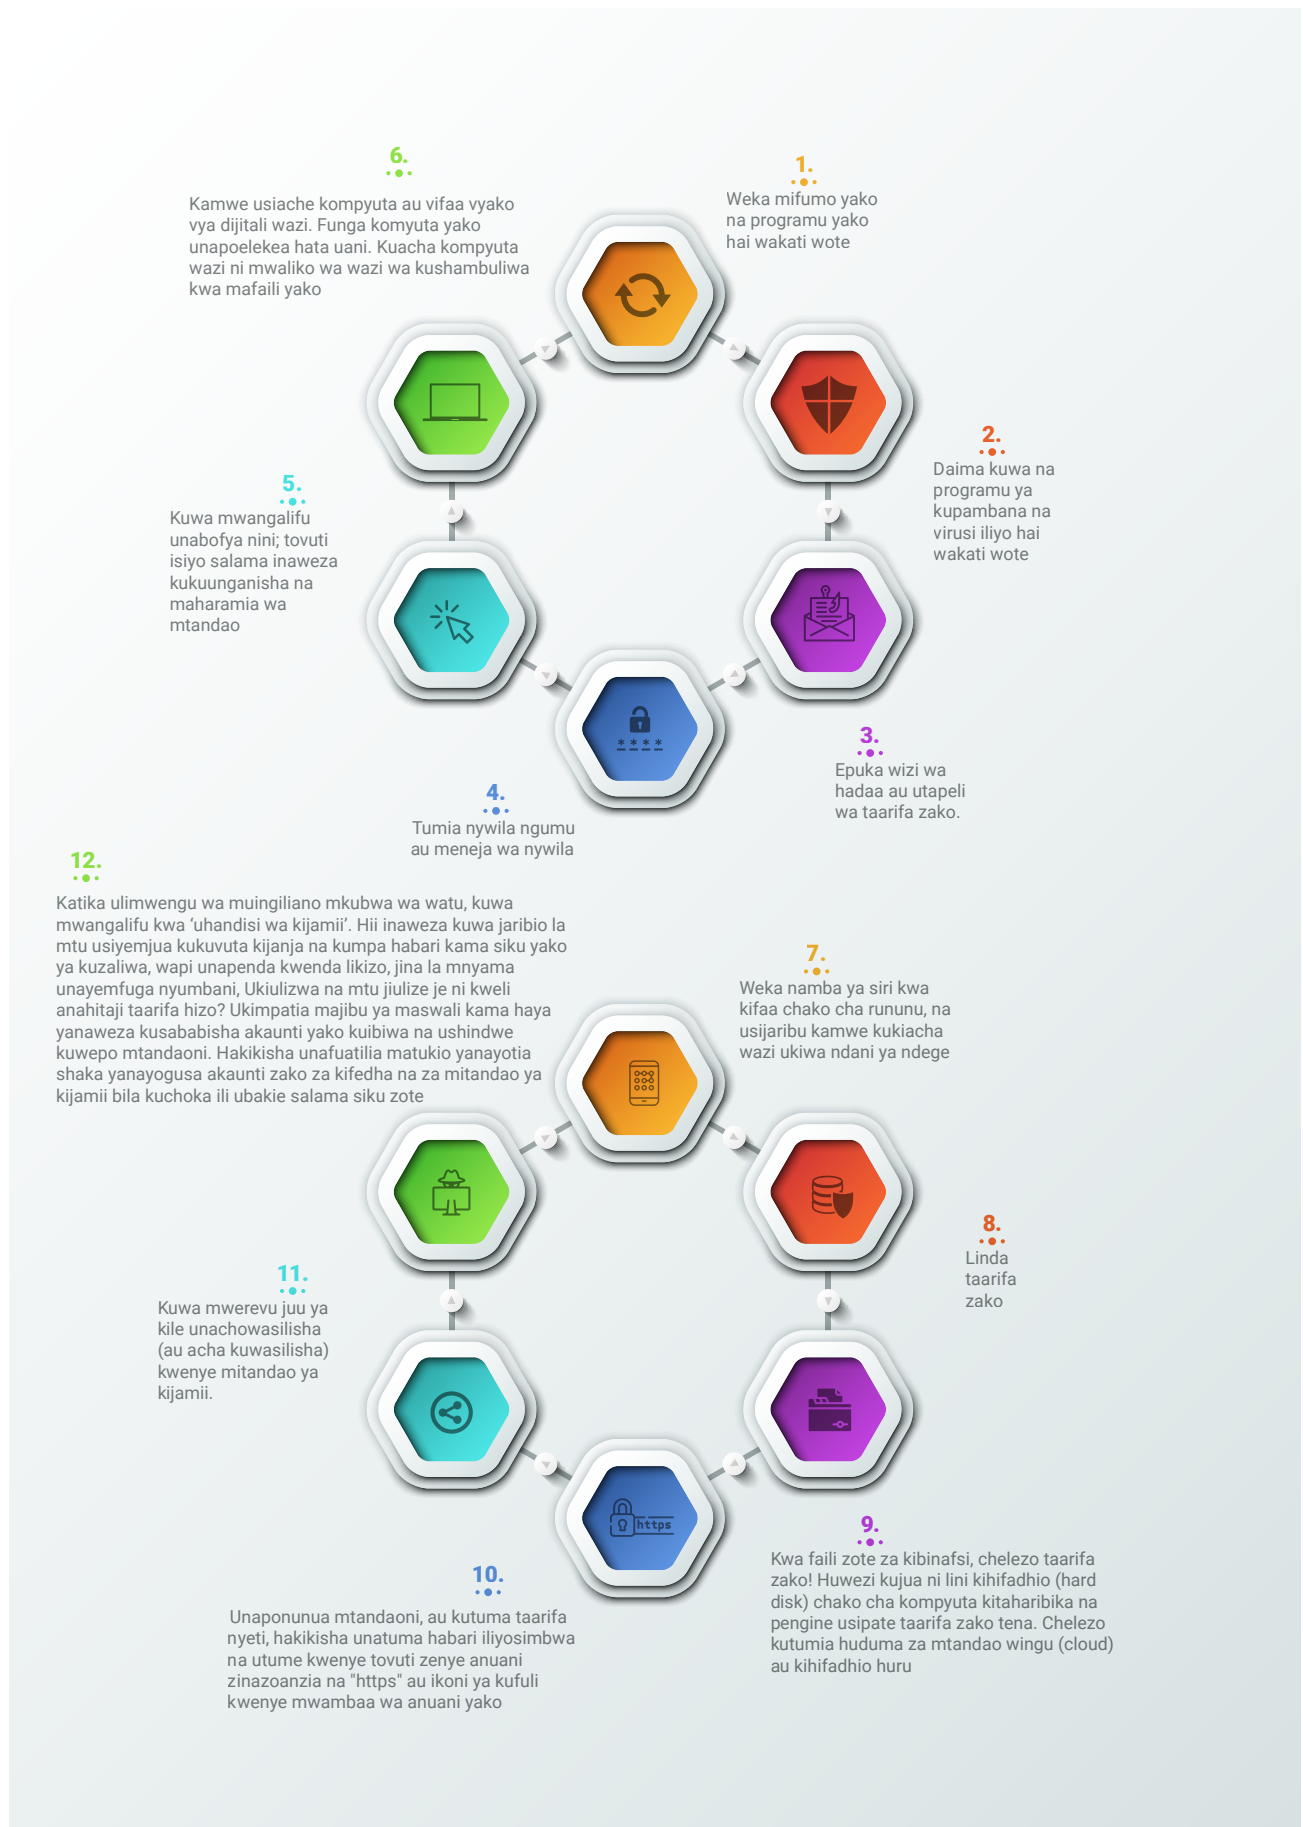 1.
Weka mifumo yako
na programu yako
hai wakati wote
2.
Daima kuwa na
programu ya
kupambana na
virusi iliyo hai
wakati wote
3.
Epuka wizi wa
hadaa au utapeli
wa taarifa zako.
4.
Tumia nywila ngumu
au meneja wa nywila
* * * *
5.
Kuwa mwangalifu
unabofya nini; tovuti
isiyo salama inaweza
kukuunganisha na
maharamia wa
mtandao
6.
Kamwe usiache kompyuta au vifaa vyako
vya dijitali wazi. Funga komyuta yako
unapoelekea hata uani. Kuacha kompyuta
wazi ni mwaliko wa wazi wa kushambuliwa
kwa mafaili yako
7.
Weka namba ya siri kwa
kifaa chako cha rununu, na
usijaribu kamwe kukiacha
wazi ukiwa ndani ya ndege
8.
Linda
taarifa
zako
9.
Kwa faili zote za kibinafsi, chelezo taarifa
zako! Huwezi kujua ni lini kihifadhio (hard
disk) chako cha kompyuta kitaharibika na
pengine usipate taarifa zako tena. Chelezo
kutumia huduma za mtandao wingu (cloud)
au kihifadhio huru
https
10.
Unaponunua mtandaoni, au kutuma taarifa
nyeti, hakikisha unatuma habari iliyosimbwa
na utume kwenye tovuti zenye anuani
zinazoanzia na "https" au ikoni ya kufuli
kwenye mwambaa wa anuani yako
11.
Kuwa mwerevu juu ya
kile unachowasilisha
(au acha kuwasilisha)
kwenye mitandao ya
kijamii.
12.
Katika ulimwengu wa muingiliano mkubwa wa watu, kuwa
mwangalifu kwa ‘uhandisi wa kijamii’. Hii inaweza kuwa jaribio la
mtu usiyemjua kukuvuta kijanja na kumpa habari kama siku yako
ya kuzaliwa, wapi unapenda kwenda likizo, jina la mnyama
unayemfuga nyumbani, Ukiulizwa na mtu jiulize je ni kweli
anahitaji taarifa hizo? Ukimpatia majibu ya maswali kama haya
yanaweza kusababisha akaunti yako kuibiwa na ushindwe
kuwepo mtandaoni. Hakikisha unafuatilia matukio yanayotia
shaka yanayogusa akaunti zako za kifedha na za mitandao ya
kijamii bila kuchoka ili ubakie salama siku zote